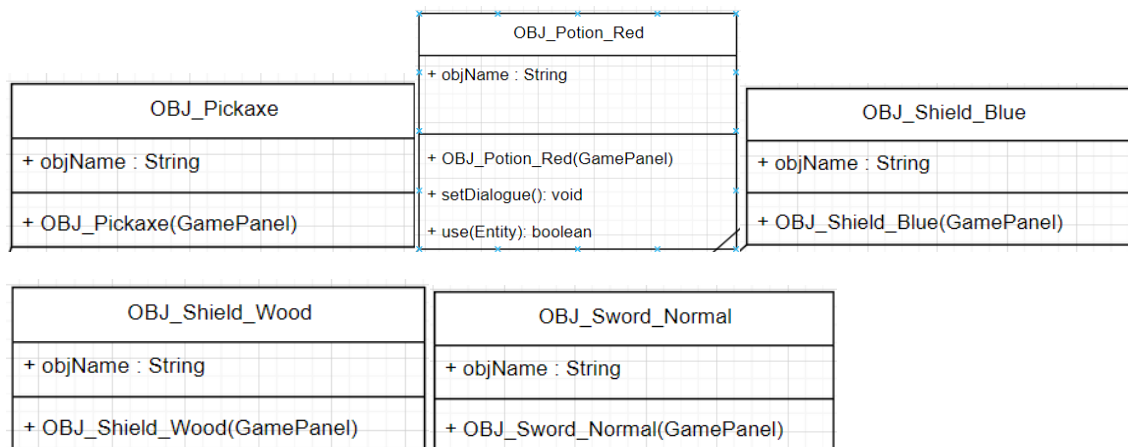 OBJ_Pickaxe
+ objName : String
+ OBJ_Pickaxe(GamePanel)
OBJ_Potion_Red
+ objName : String
+ OBJ_Potion_Red(GamePanel)
+ setDialogue(): void
+ use(Entity): boolean
OBJ_Shield_Blue
+ objName : String
+ OBJ_Shield_Blue(GamePanel)
OBJ_Shield_Wood
+ objName : String
+ OBJ_Shield_Wood(GamePanel)
OBJ_Sword_Normal
+ objName : String
+ OBJ_Sword_Normal(GamePanel)